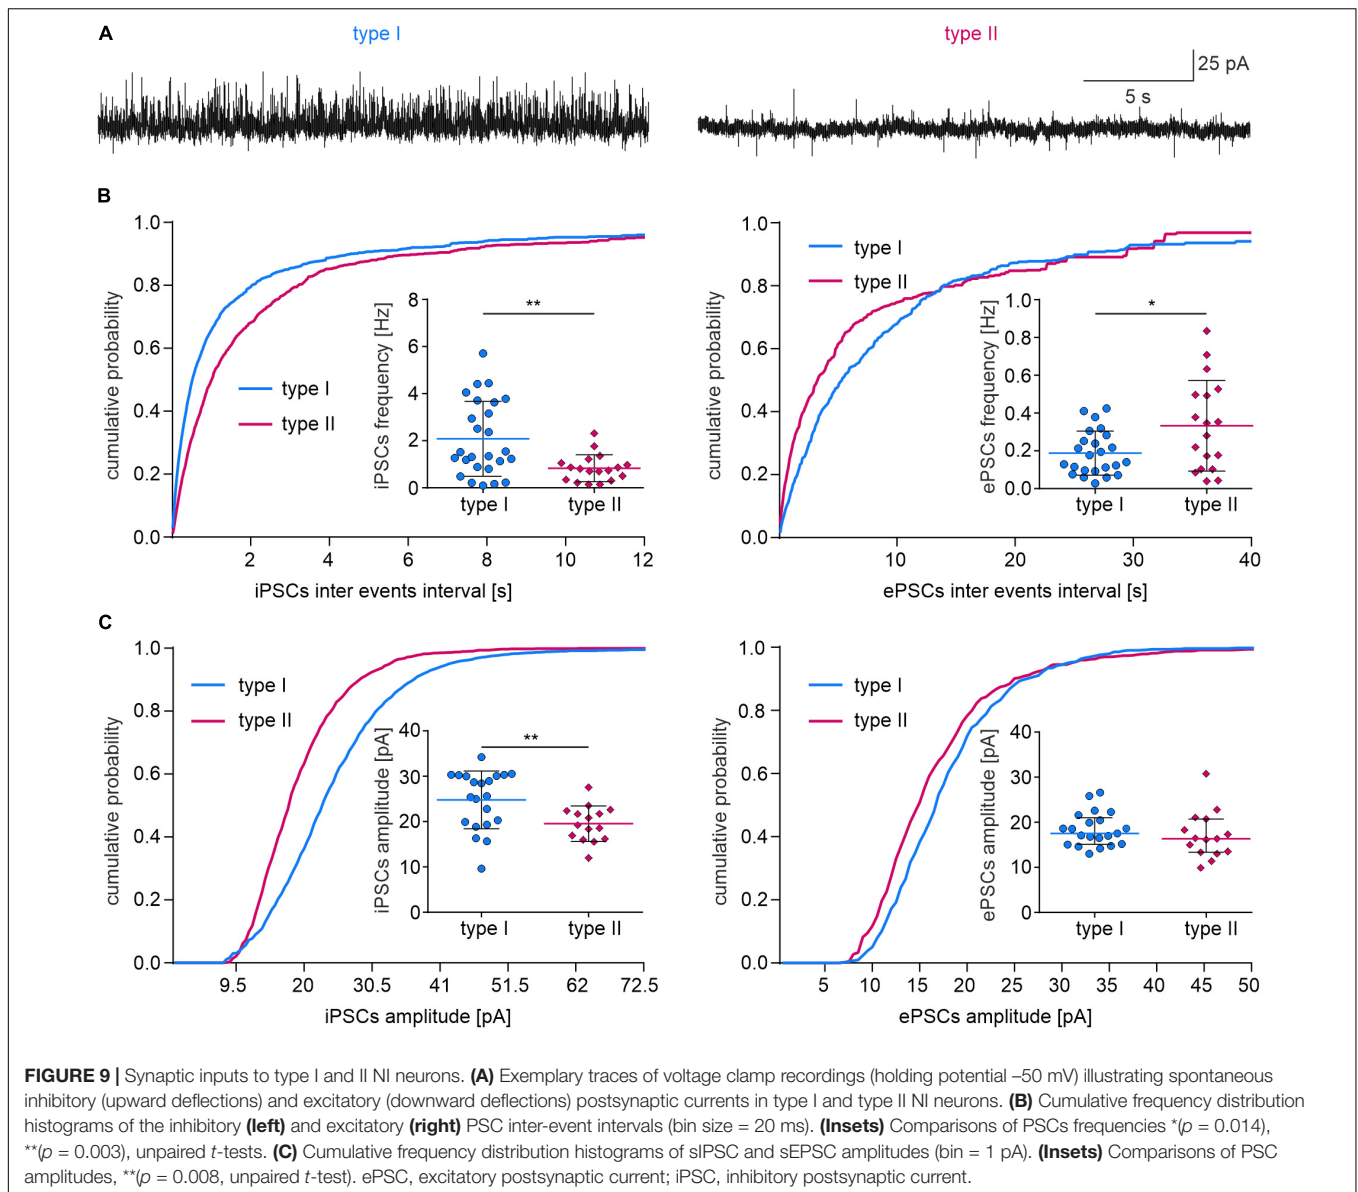 A
type I
type II
25 pA
5 s
B
1.0
0.8
0.6
0.4
0.2
0.0
cumulative probability
2
4
6
8
10
12
iPSCs inter events interval [s]
type I
type II
8
6
4
2
0
iPSCs frequency [Hz]
**
type I
type II
1.0
0.8
0.6
0.4
0.2
0.0
cumulative probability
10
20
30
40
ePSCs inter events interval [s]
type I
type II
1.0
0.8
0.6
0.4
0.2
0.0
ePSCs frequency [Hz]
*
type I
type II
C
1.0
0.8
0.6
0.4
0.2
0.0
cumulative probability
9.5
20
30.5
41
51.5
62
72.5
iPSCs amplitude [pA]
type I
type II
40
30
20
10
0
iPSCs amplitude [pA]
**
type I
type II
1.0
0.8
0.6
0.4
0.2
0.0
cumulative probability
5
10
15
20
25
30
35
40
45
50
ePSCs amplitude [pA]
type I
type II
40
30
20
10
0
ePSCs amplitude [pA]
type I
type II
FIGURE 9 | Synaptic inputs to type I and II NI neurons. (A) Exemplary traces of voltage clamp recordings (holding potential –50 mV) illustrating spontaneous
inhibitory (upward deflections) and excitatory (downward deflections) postsynaptic currents in type I and type II NI neurons. (B) Cumulative frequency distribution
histograms of the inhibitory (left) and excitatory (right) PSC inter-event intervals (bin size = 20 ms). (Insets) Comparisons of PSCs frequencies *(p = 0.014),
**(p = 0.003), unpaired t-tests. (C) Cumulative frequency distribution histograms of sIPSC and sEPSC amplitudes (bin = 1 pA). (Insets) Comparisons of PSC
amplitudes, **(p = 0.008, unpaired t-test). ePSC, excitatory postsynaptic current; iPSC, inhibitory postsynaptic current.